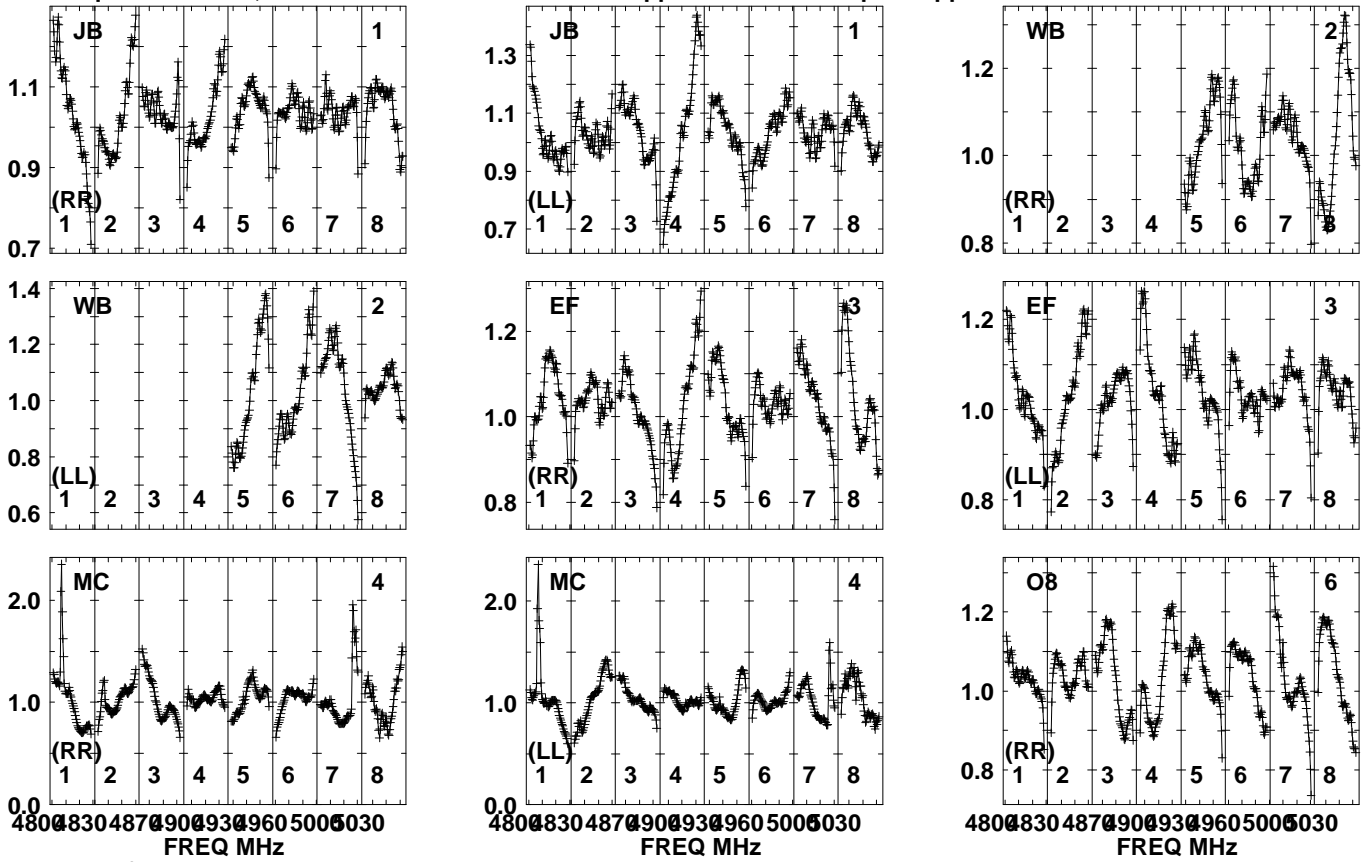 JB 1
1.1
0.9
0.7
(RR)
1 2 3 4 5 6 7 8
JB 1
1.3
1.1
0.9
0.7
(LL)
1 2 3 4 5 6 7 8
WB 2
1.2
1.0
0.8
(RR)
1 2 3 4 5 6 7 8
WB 2
1.4
1.2
1.0
0.8
0.6
(LL)
1 2 3 4 5 6 7 8
EF 3
1.2
1.0
0.8
(RR)
1 2 3 4 5 6 7 8
EF 3
1.2
1.0
0.8
(LL)
1 2 3 4 5 6 7 8
MC 4
2.0
1.0
0.0
(RR)
1 2 3 4 5 6 7 8
4800 4830 4870 4900 4930 4960 5000 5030
FREQ MHz
MC 4
2.0
1.0
0.0
(LL)
1 2 3 4 5 6 7 8
4800 4830 4870 4900 4930 4960 5000 5030
FREQ MHz
O8 6
1.2
1.0
0.8
(RR)
1 2 3 4 5 6 7 8
4800 4830 4870 4900 4930 4960 5000 5030
FREQ MHz